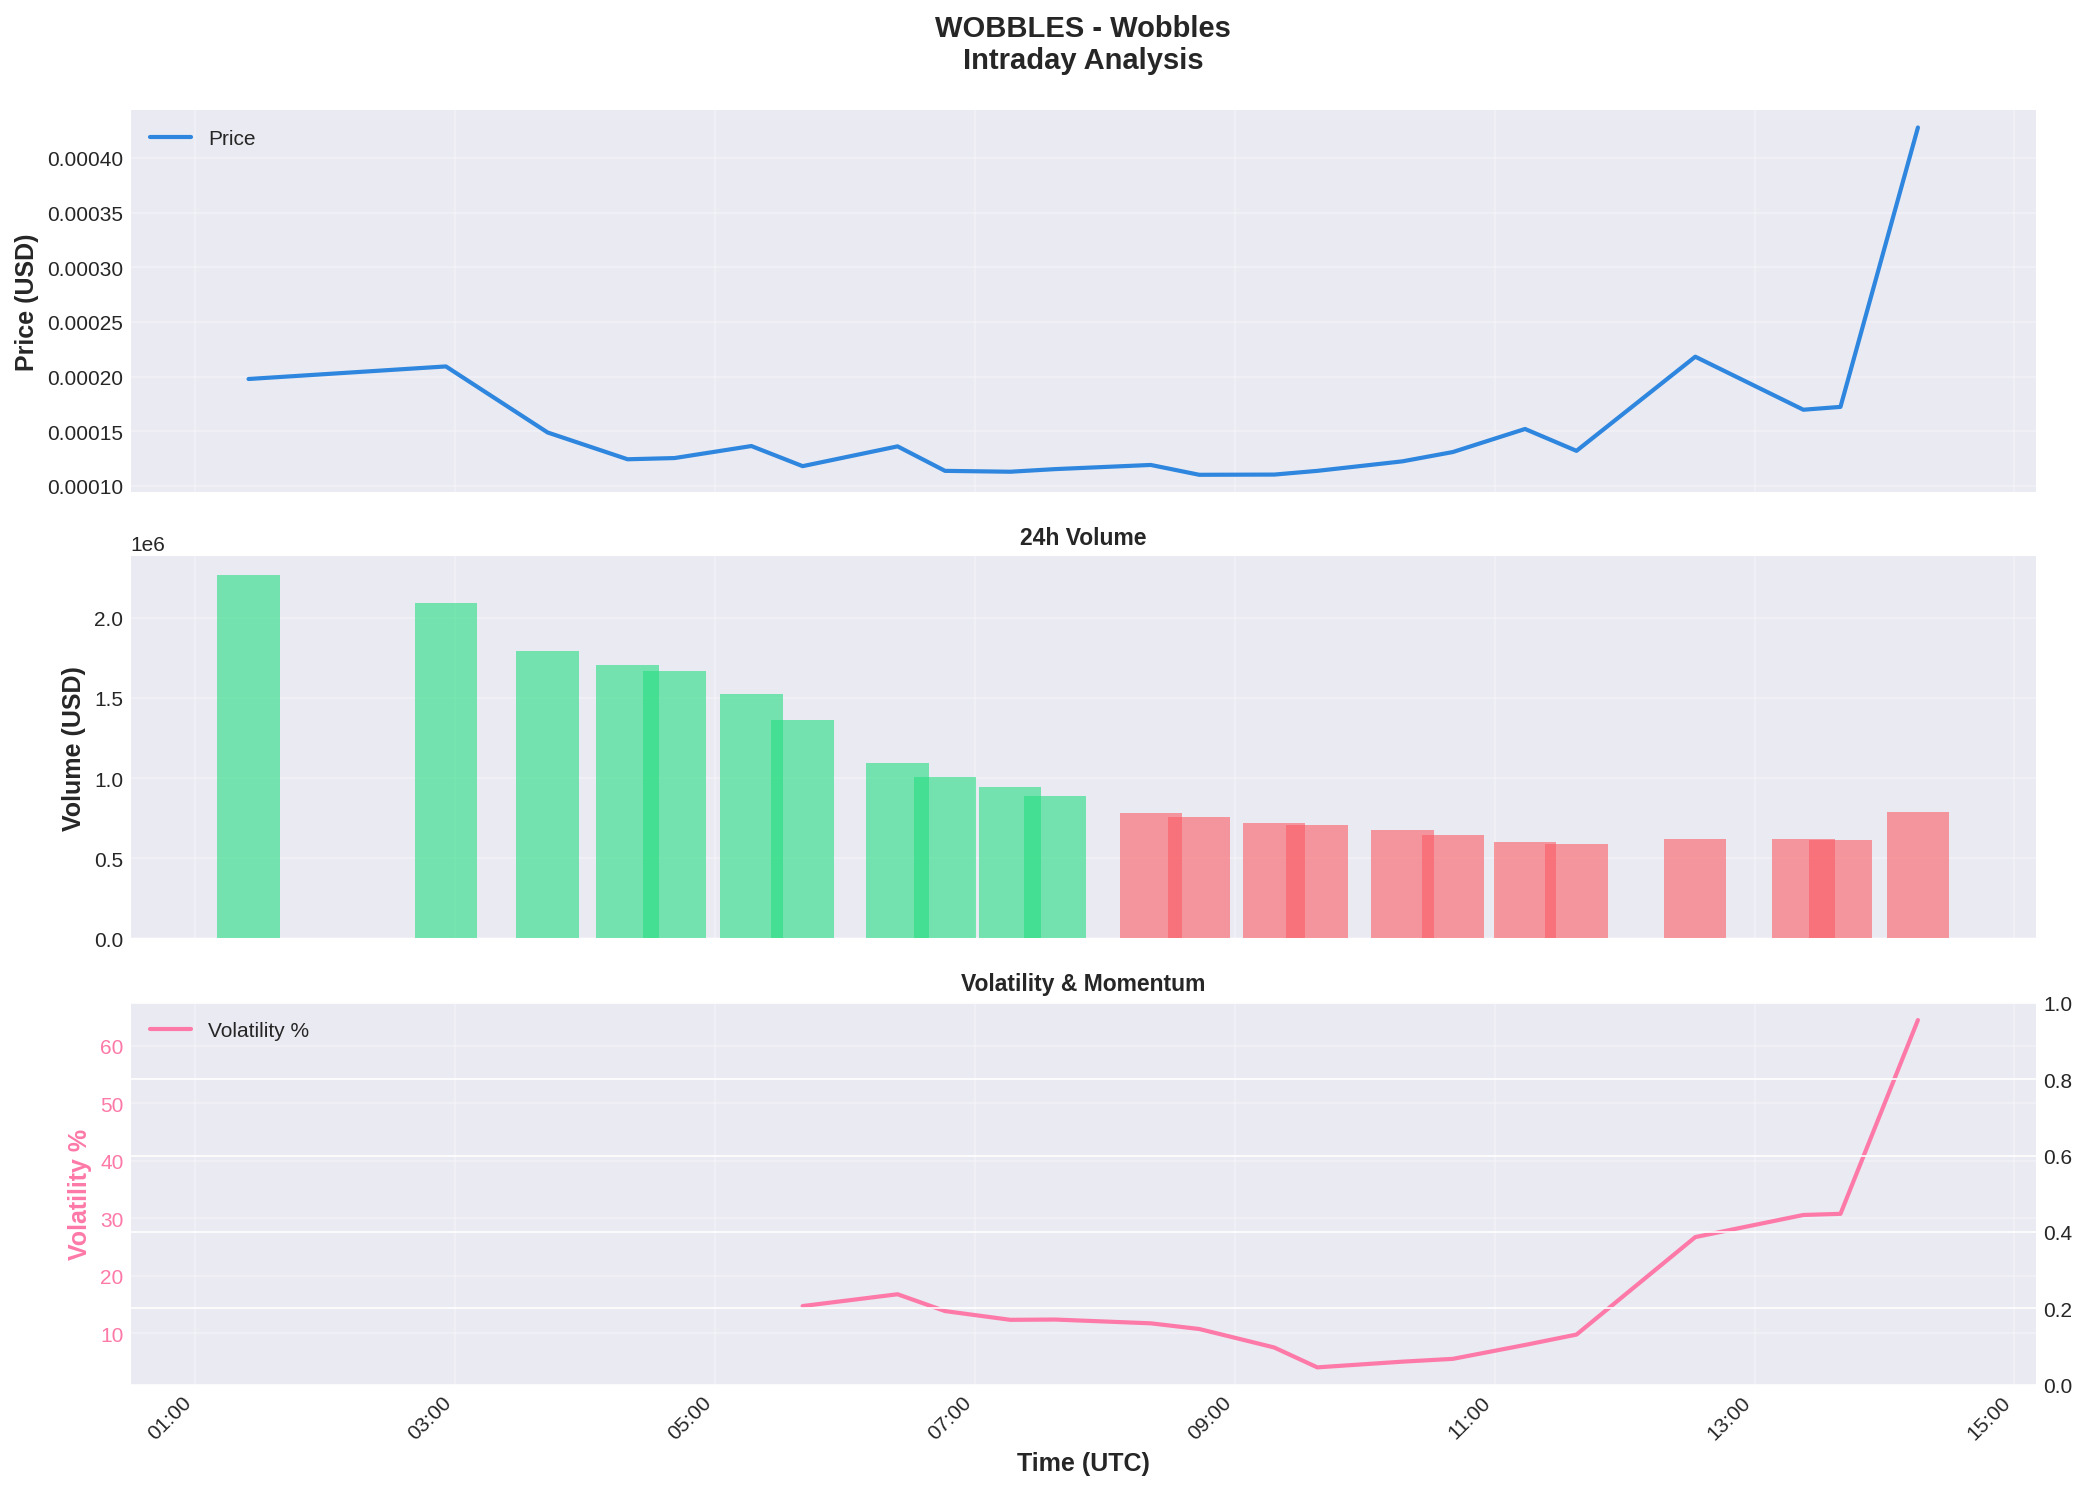 WOBBLES - Wobbles
Intraday Analysis
Price
0.00040
0.00035
0.00030
0.00025
0.00020
0.00015
0.00010
Price (USD)
24h Volume
1e6
2.0
1.5
1.0
0.5
0.0
Volume (USD)
Volatility & Momentum
Volatility %
60
50
40
30
20
10
Volatility %
1.0
0.8
0.6
0.4
0.2
0.0
01:00
03:00
05:00
07:00
09:00
11:00
13:00
15:00
Time (UTC)